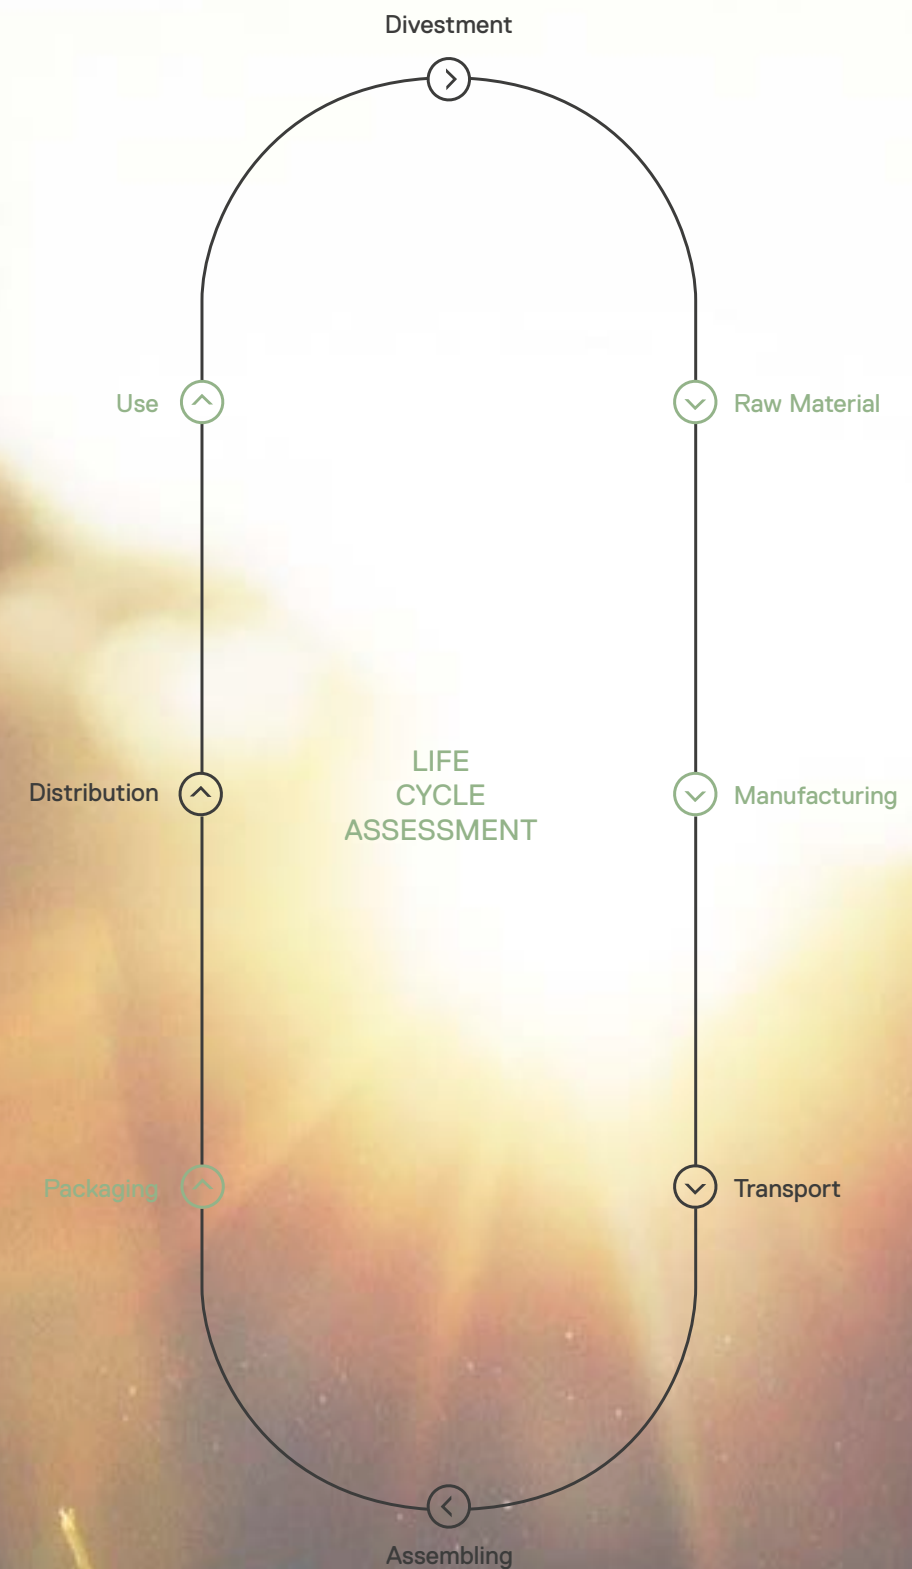 Divestment
Use
Raw Material
LIFE
CYCLE
ASSESSMENT
Distribution
Manufacturing
Packaging
Transport
Assembling